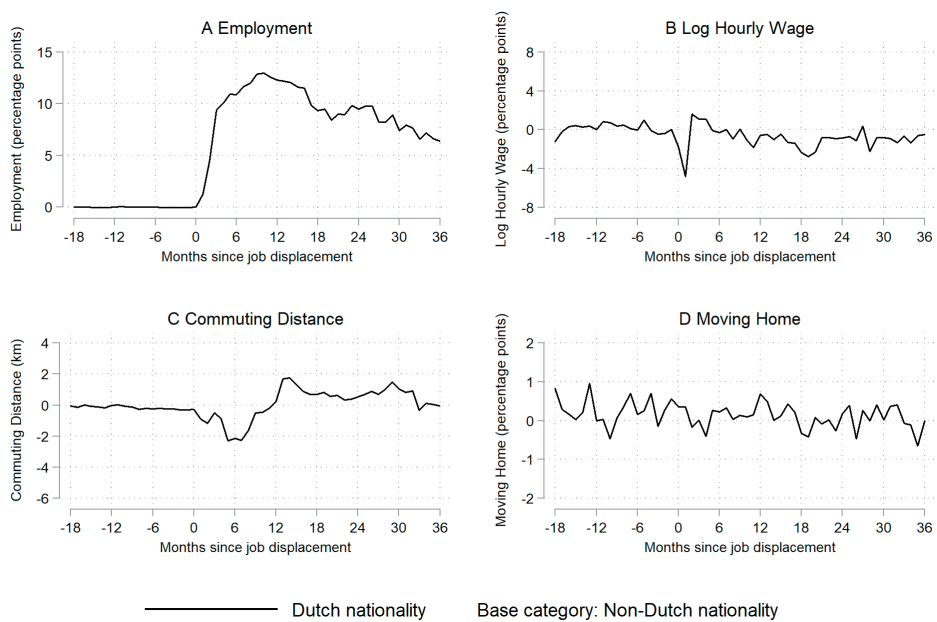 A Employment
Employment (percentage points)
15
10
5
0
-18 -12 -6 0 6 12 18 24 30 36
Months since job displacement
B Log Hourly Wage
Log Hourly Wage (percentage points)
8
4
0
-4
-8
-18 -12 -6 0 6 12 18 24 30 36
Months since job displacement
C Commuting Distance
Commuting Distance (km)
4
2
0
-2
-4
-6
-18 -12 -6 0 6 12 18 24 30 36
Months since job displacement
D Moving Home
Moving Home (percentage points)
2
1
0
-1
-2
-18 -12 -6 0 6 12 18 24 30 36
Months since job displacement
Dutch nationality Base category: Non-Dutch nationality